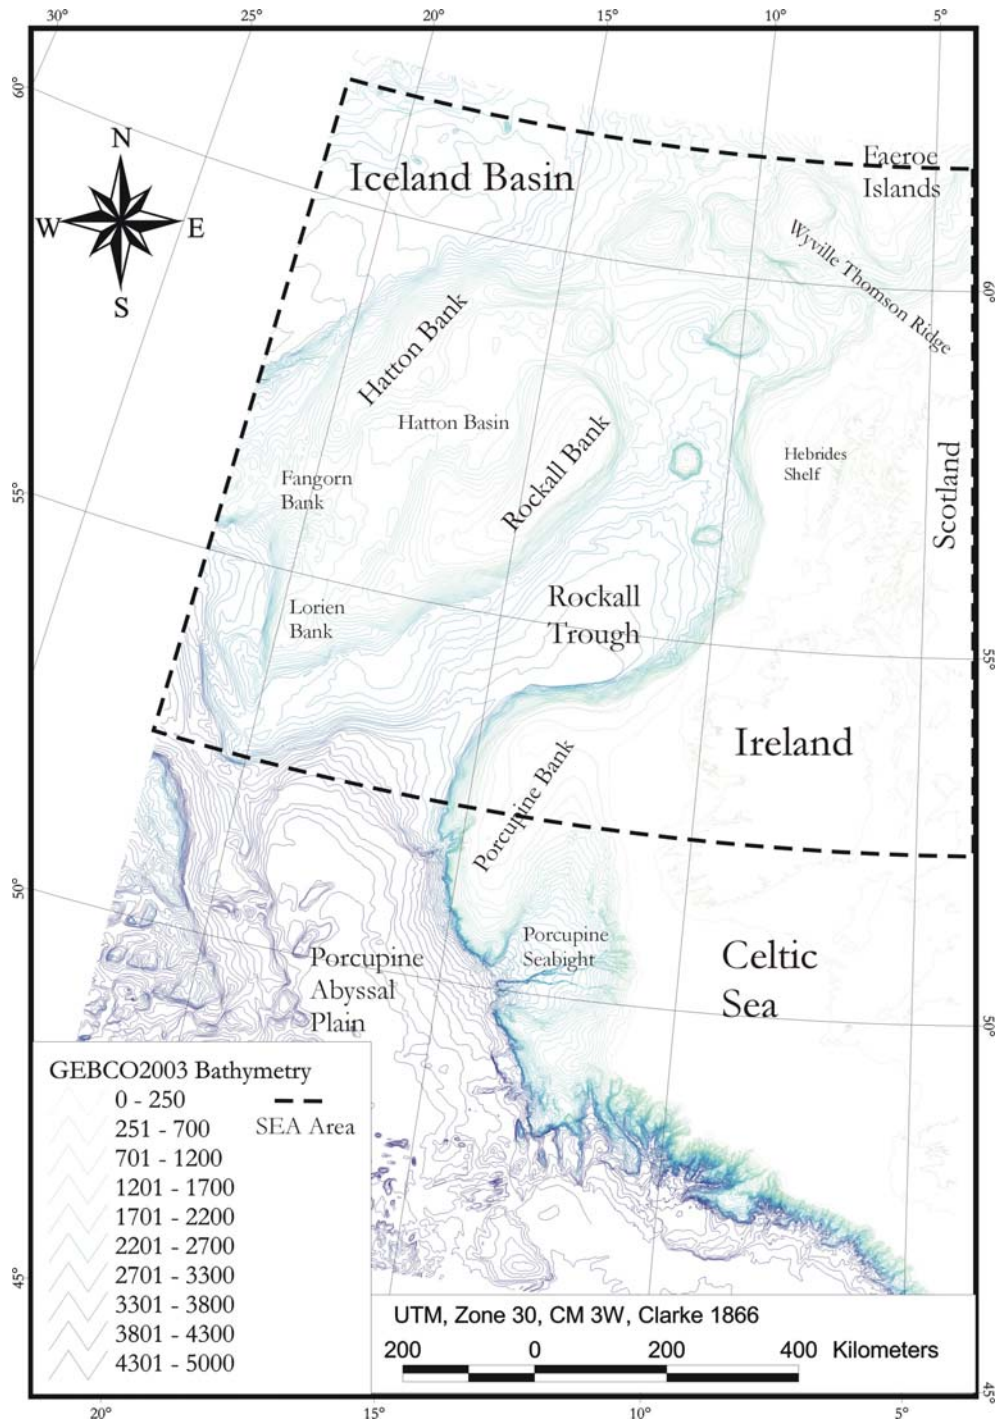 30°
25°
20°
15°
10°
5°
60°
N
W E
S
Iceland Basin
Faeroe
Islands
Wyville Thomson Ridge
60°
Hatton Bank
Hatton Basin
Rockall Bank
Hebrides
Shelf
Scotland
Fangorn
Bank
55°
Lorien
Bank
Rockall
Trough
55°
Ireland
Porcupine Bank
50°
Porcupine
Seabight
Celtic
Sea
Porcupine
Abyssal
Plain
50°
GEBCO2003 Bathymetry
0 - 250
251 - 700
701 - 1200
1201 - 1700
1701 - 2200
2201 - 2700
2701 - 3300
3301 - 3800
3801 - 4300
4301 - 5000
SEA Area
45°
UTM, Zone 30, CM 3W, Clarke 1866
200 0 200 400 Kilometers
45°
20°
15°
10°
5°